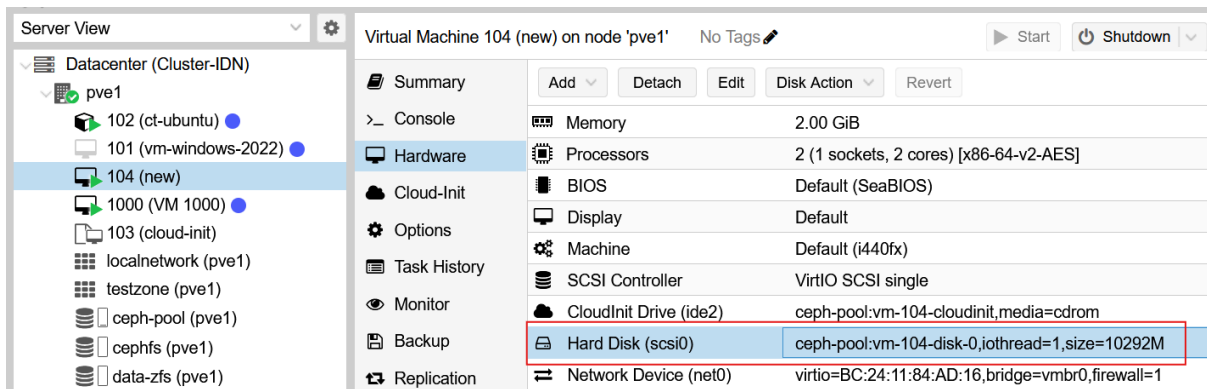 Server View
Datacenter (Cluster-IDN)
pve1
102 (ct-ubuntu)
101 (vm-windows-2022)
104 (new)
1000 (VM 1000)
103 (cloud-init)
localnetwork (pve1)
testzone (pve1)
ceph-pool (pve1)
cephfs (pve1)
data-zfs (pve1)
Virtual Machine 104 (new) on node 'pve1' No Tags Start Shutdown
Summary
Console
Hardware
Cloud-Init
Options
Task History
Monitor
Backup
Replication
Add Detach Edit Disk Action Revert
Memory 2.00 GiB
Processors 2 (1 sockets, 2 cores) [x86-64-v2-AES]
BIOS Default (SeaBIOS)
Display Default
Machine Default (i440fx)
SCSI Controller VirtIO SCSI single
CloudInit Drive (ide2) ceph-pool:vm-104-cloudinit,media=cdrom
Hard Disk (scsi0) ceph-pool:vm-104-disk-0,iothread=1,size=10292M
Network Device (net0) virtio=BC:24:11:84:AD:16,bridge=vmbr0,firewall=1